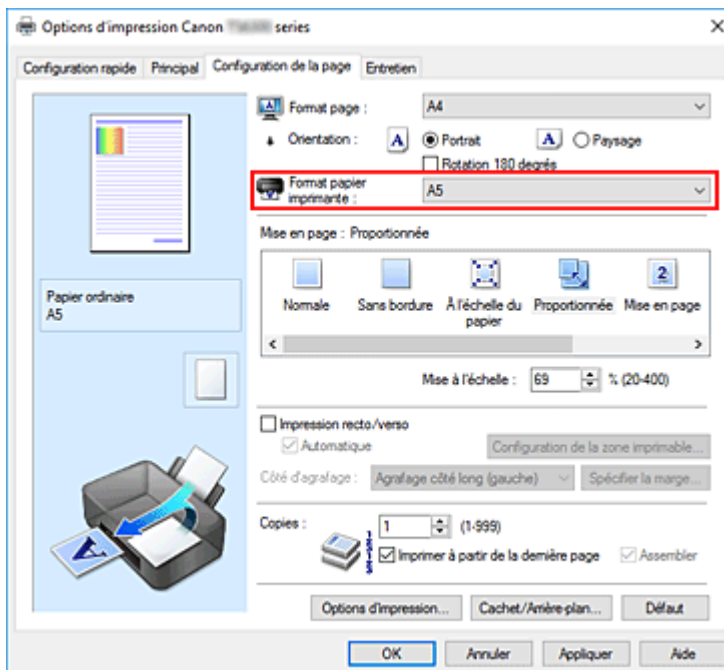 Options d'impression Canon series
Configuration rapide Principal Configuration de la page Entretien
Format page : A4
Orientation : A Portrait A Paysage
Rotation 180 degrés
Format papier
imprimante : A5
Mise en page : Proportionnée
Papier ordinaire
A5
2
Normale Sans bordure À l'échelle du Proportionnée Mise en page
papier
Mise à l'échelle : 69 % (20-400)
Impression recto/verso
Automatique Configuration de la zone imprimable...
Côté d'agrafage : Agrafage côté long (gauche) Spécifier la marge...
A
Copies : 1 (1-999)
Imprimer à partir de la dernière page Assembler
Options d'impression... Cachet/Arrière-plan... Défaut
OK Annuler Appliquer Aide